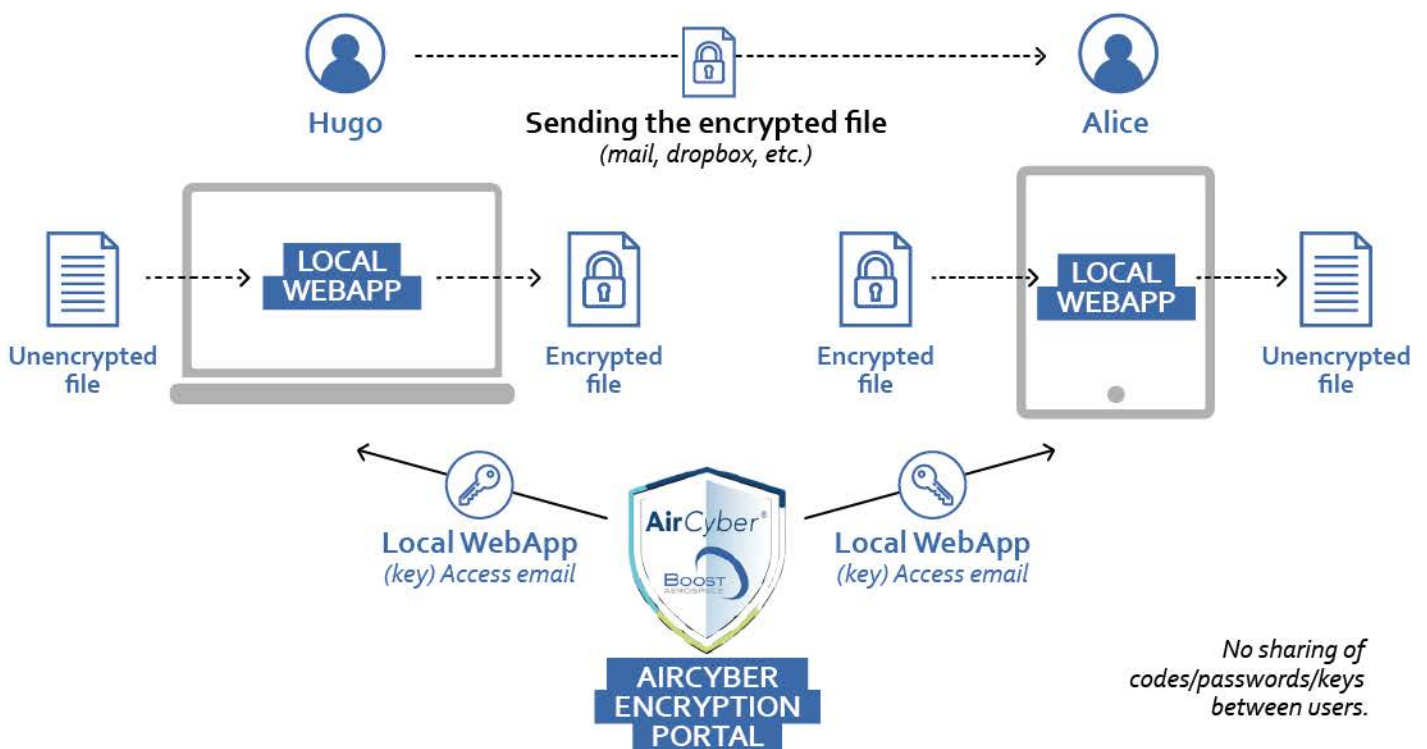 Hugo
Sending the encrypted file
(mail, dropbox, etc.)
Alice
Unencrypted
file
LOCAL
WEBAPP
Encrypted
file
Encrypted
file
LOCAL
WEBAPP
Unencrypted
file
Local WebApp
(key) Access email
AirCyber®
BOOST
AEROSPACE
Local WebApp
(key) Access email
AIRCYBER
ENCRYPTION
PORTAL
No sharing of
codes/passwords/keys
between users.